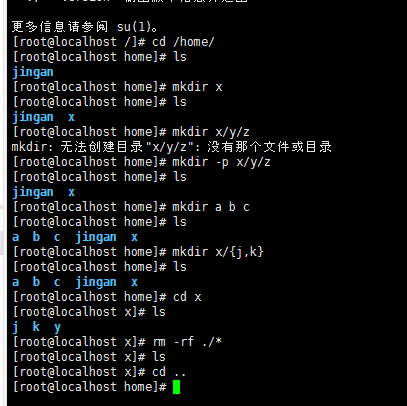 更多信息请参阅 su(1)。
[root@localhost /]# cd /home/
[root@localhost home]# ls
jingan
[root@localhost home]# mkdir x
[root@localhost home]# ls
jingan  x
[root@localhost home]# mkdir x/y/z
mkdir: 无法创建目录"x/y/z": 没有那个文件或目录
[root@localhost home]# mkdir -p x/y/z
[root@localhost home]# ls
jingan  x
[root@localhost home]# mkdir a b c
[root@localhost home]# ls
a  b  c  jingan  x
[root@localhost home]# mkdir x/{j,k}
[root@localhost home]# ls
a  b  c  jingan  x
[root@localhost home]# cd x
[root@localhost x]# ls
j  k  y
[root@localhost x]# rm -rf ./*
[root@localhost x]# ls
[root@localhost x]# cd ..
[root@localhost home]#